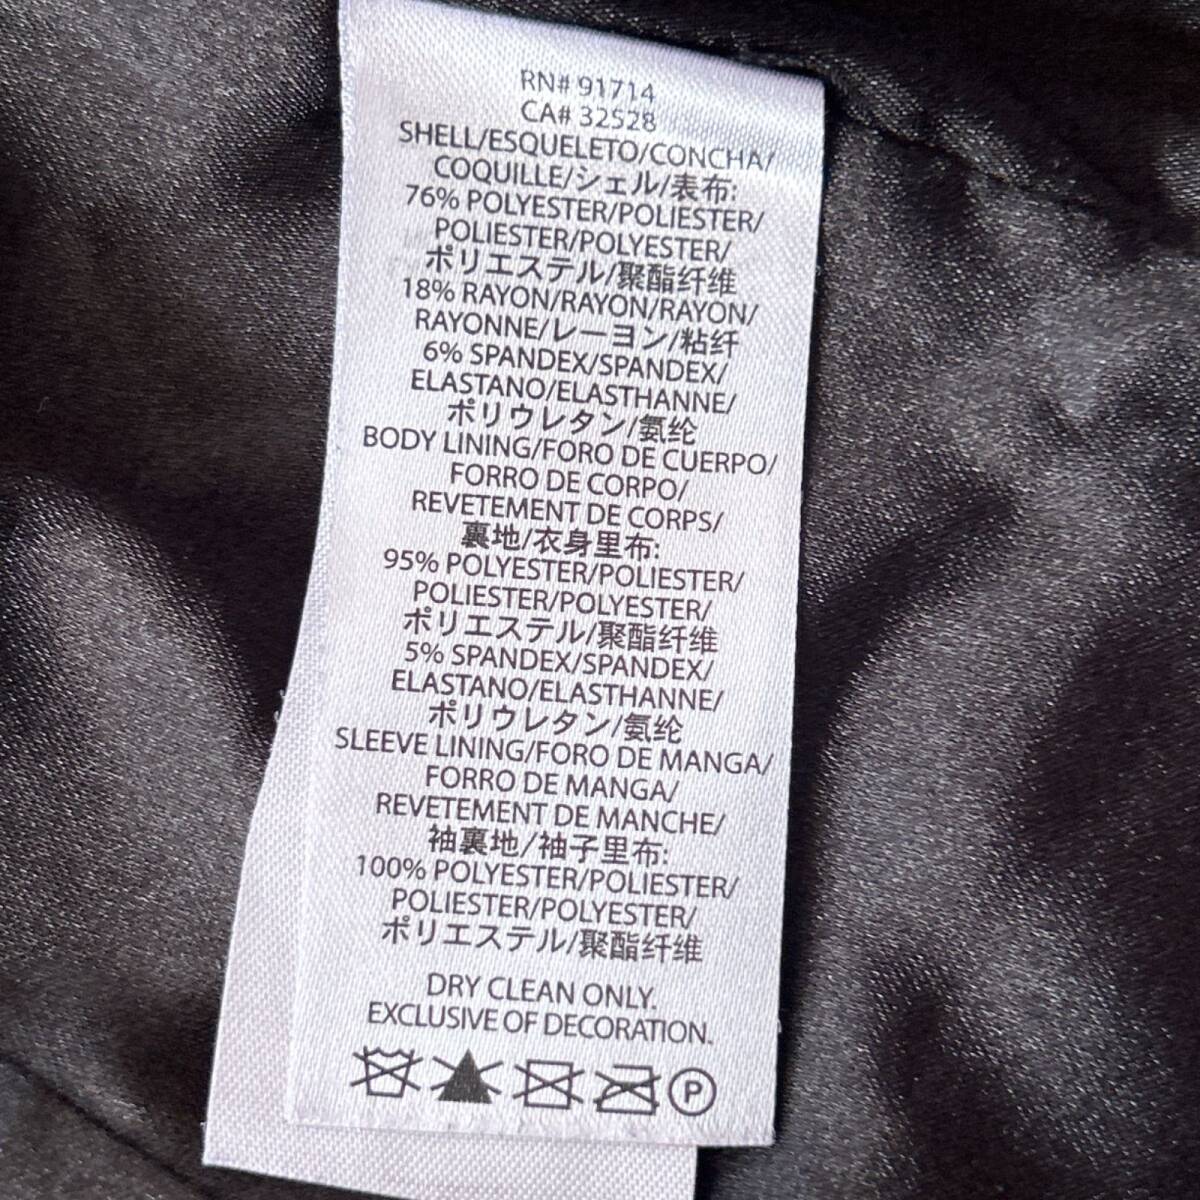 RN# 91714
CA# 32528
SHELL/ESQUELETO/CONCHA/
COQUILLE/シェル/表布:
76% POLYESTER/POLIESTER/
POLIESTER/POLYESTER/
ポリエステル/聚酯纤维
18% RAYON/RAYON/RAYON/
RAYONNE/レーヨン/粘纤
6% SPANDEX/SPANDEX/
ELASTANO/ELASTHANNE/
ポリウレタン/氨纶
BODY LINING/FORO DE CUERPO/
FORRO DE CORPO/
REVETEMENT DE CORPS/
裏地/衣身里布:
95% POLYESTER/POLIESTER/
POLIESTER/POLYESTER/
ポリエステル/聚酯纤维
5% SPANDEX/SPANDEX/
ELASTANO/ELASTHANNE/
ポリウレタン/氨纶
SLEEVE LINING/FORO DE MANGA/
FORRO DE MANGA/
REVETEMENT DE MANCHE/
袖裏地/袖子里布:
100% POLYESTER/POLIESTER/
POLIESTER/POLYESTER/
ポリエステル/聚酯纤维
DRY CLEAN ONLY.
EXCLUSIVE OF DECORATION.
P